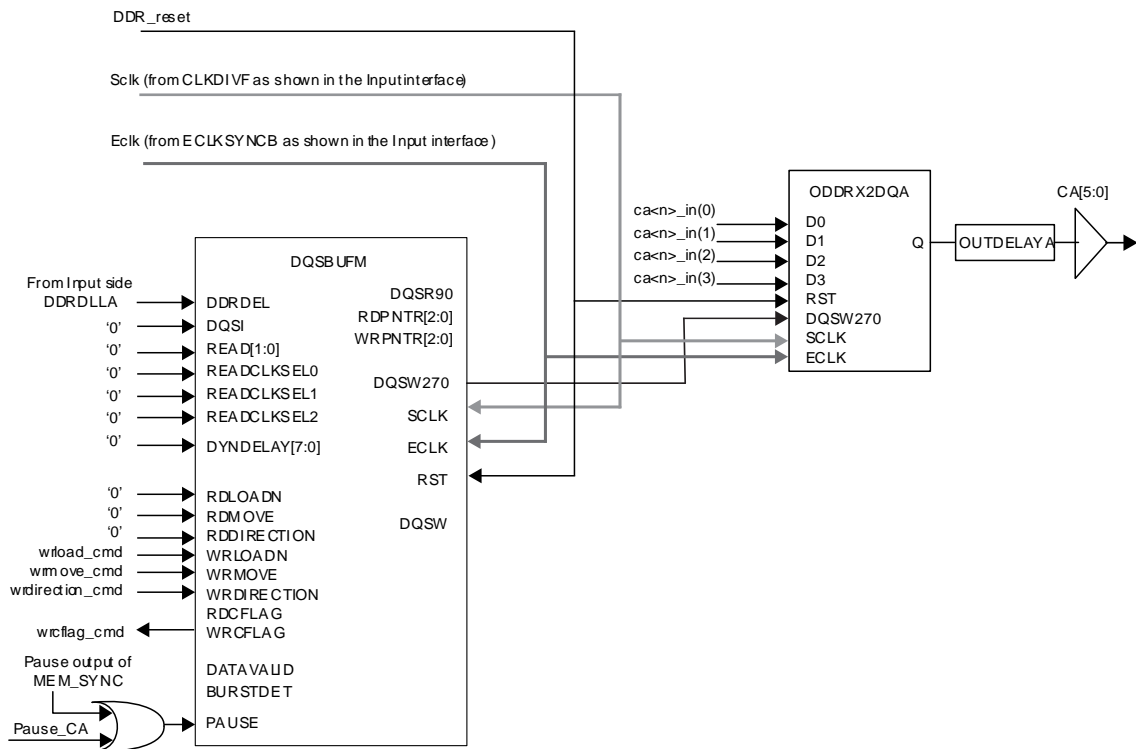 DDR_reset
Sclk (from CLKDIVF as shown in the Input interface)
Eclk (from ECLKSYNCB as shown in the Input interface)
ODDRX2DQA
CA[5:0]
ca<n>_in(0)
ca<n>_in(1)
ca<n>_in(2)
ca<n>_in(3)
D0
D1
D2
D3
RST
DQSW270
SCLK
ECLK
Q
OUTDELAYA
DQSBUFM
From Input side
DDRDLLA
'0'
'0'
'0'
'0'
'0'
'0'
'0'
'0'
'0'
wrload_cmd
wrmove_cmd
wrdirection_cmd
wrcflag_cmd
Pause output of
MEM_SYNC
Pause_CA
DDRDEL
DQSI
READ[1:0]
READCLKSEL0
READCLKSEL1
READCLKSEL2
DYNDELAY[7:0]
RDLOADN
RDMOVE
RDDIRECTION
WRLOADN
WRMOVE
WRDIRECTION
RDCFLAG
WRCFLAG
DATAVALID
BURSTDET
PAUSE
DQSR90
RDPNTR[2:0]
WRPNTR[2:0]
DQSW270
SCLK
ECLK
RST
DQSW